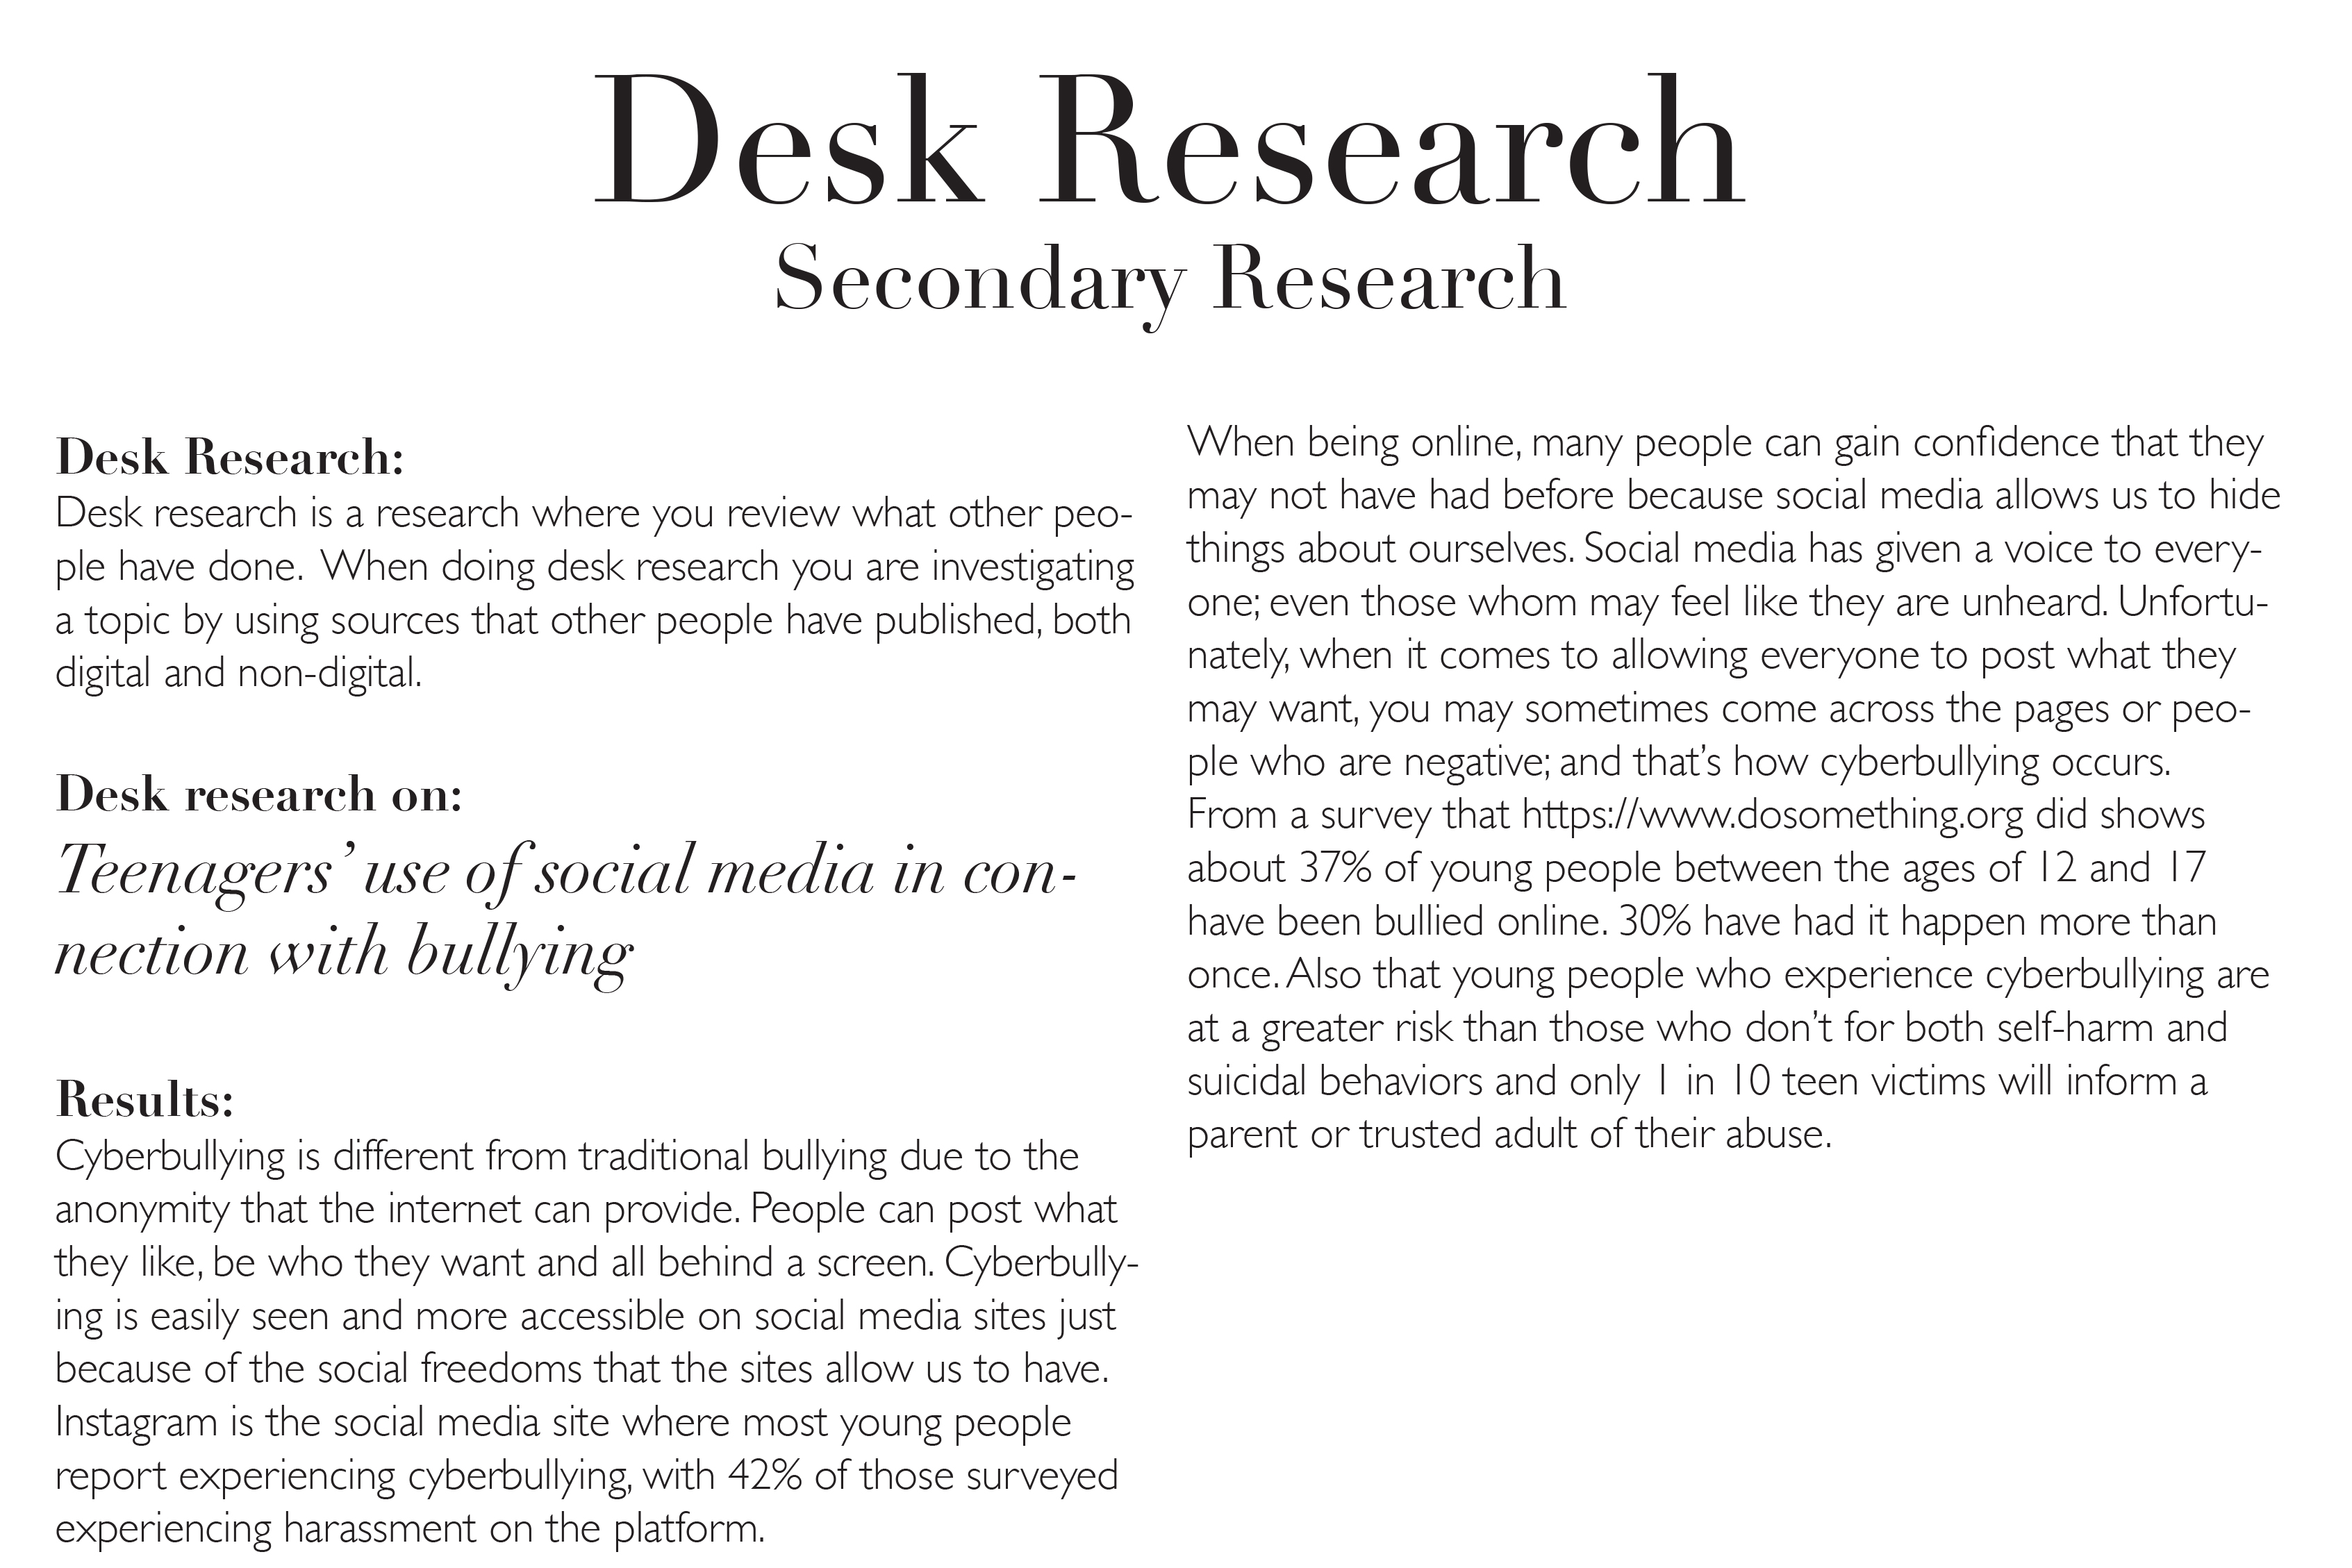 Desk Research
Secondary Research
Desk Research:
Desk research is a research where you review what other peo-
ple have done. When doing desk research you are investigating
a topic by using sources that other people have published, both
digital and non-digital.
Desk research on:
Teenagers’ use of social media in con-
nection with bullying
Results:
Cyberbullying is different from traditional bullying due to the
anonymity that the internet can provide. People can post what
they like, be who they want and all behind a screen. Cyberbully-
ing is easily seen and more accessible on social media sites just
because of the social freedoms that the sites allow us to have.
Instagram is the social media site where most young people
report experiencing cyberbullying, with 42% of those surveyed
experiencing harassment on the platform.
When being online, many people can gain confidence that they
may not have had before because social media allows us to hide
things about ourselves. Social media has given a voice to every-
one; even those whom may feel like they are unheard. Unfortu-
nately, when it comes to allowing everyone to post what they
may want, you may sometimes come across the pages or peo-
ple who are negative; and that’s how cyberbullying occurs.
From a survey that https://www.dosomething.org did shows
about 37% of young people between the ages of 12 and 17
have been bullied online. 30% have had it happen more than
once. Also that young people who experience cyberbullying are
at a greater risk than those who don’t for both self-harm and
suicidal behaviors and only 1 in 10 teen victims will inform a
parent or trusted adult of their abuse.